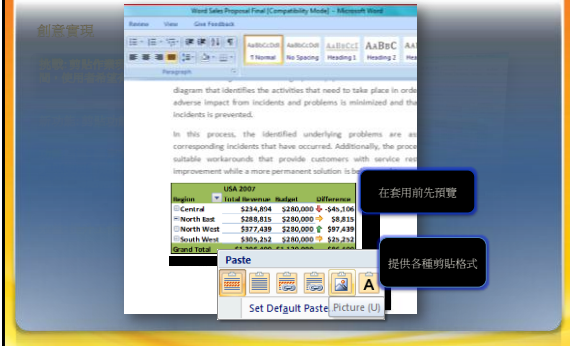 Word Sales Proposal Final [Compatibility Mode] - Microsoft Word
創意實現
Review View Give Feedback
AaBbCcDdI AaBbCcDdI AaBbCcI AaBbC AaI
¶ Normal No Spacing Heading 1 Heading 2 Hea
Paragraph
diagram that identifies the activities that need to take place in orde
adverse impact from incidents and problems is minimized and tha
incidents is prevented.
In this process, the identified underlying problems are as
corresponding incidents that have occurred. Additionally, the proce
suitable workarounds that provide customers with service res
improvement while a more permanent solution is be
在套用前先預覽
USA 2007
Region Total Revenue Budget Difference
Central $234,894 $280,000 -$45,106
North East $288,815 $280,000 $8,815
North West $377,439 $280,000 $97,439
South West $305,252 $280,000 $25,252
Grand Total
提供各種剪貼格式
Paste
A
Set Default Paste
Picture (U)